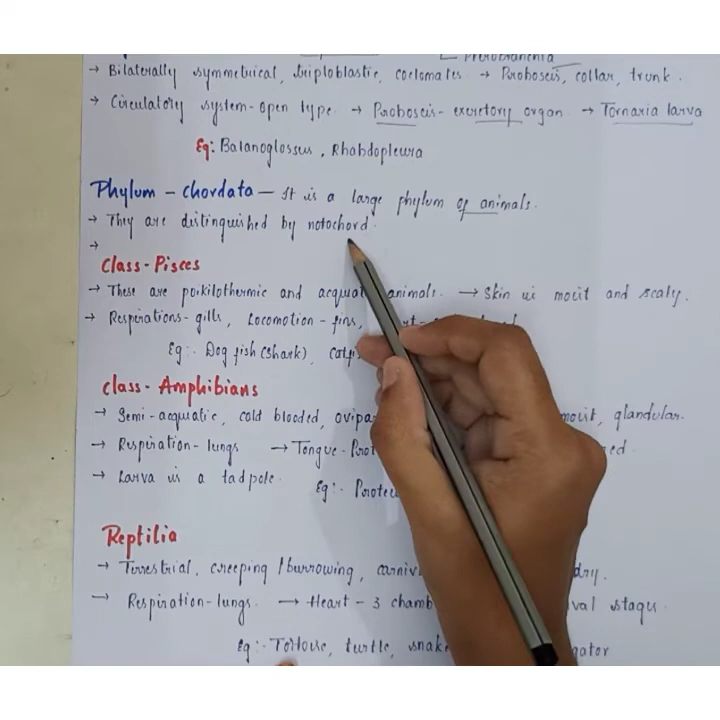 → Bilaterally symmetrical, triploblastic, coelomates → Proboscis, collar, trunk.
→ Circulatory system-open type → Proboscis- excretory organ → Tornaria larva
Eg: Balanoglossus, Rhabdopleura
Phylum - chordata - It is a large phylum of animals.
→ They are distinguished by notochord.
→
Class-Pisces
→ These are poikilothermic and acquat animals. → Skin is moist and scaly.
→ Respirations- gills, Locomotion - fins,
Eg:- Dog fish (shark),
class- Amphibians
→ Semi-acquatic, cold blooded, ovipa moist, glandular.
→ Respiration- lungs → Tongue - Prot ed.
→ Larva is a tadpole. Eg:- Prote
Reptilia
→ Terrestrial, creeping / burrowing, carniv dry.
→ Respiration-lungs. → Heart - 3 chamb val stages.
Eg:- Tortoise, turtle, snak gator